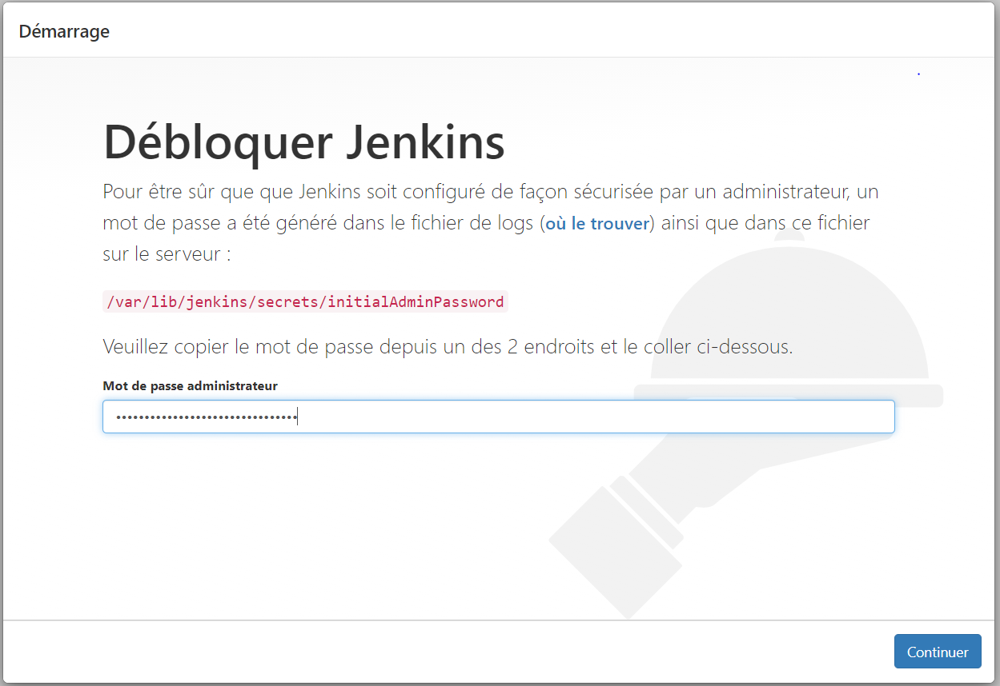 Démarrage
Débloquer Jenkins
Pour être sûr que que Jenkins soit configuré de façon sécurisée par un administrateur, un
mot de passe a été généré dans le fichier de logs (où le trouver) ainsi que dans ce fichier
sur le serveur :
/var/lib/jenkins/secrets/initialAdminPassword
Veuillez copier le mot de passe depuis un des 2 endroits et le coller ci-dessous.
Mot de passe administrateur
••••••••••••••••••••••••••••••••
Continuer